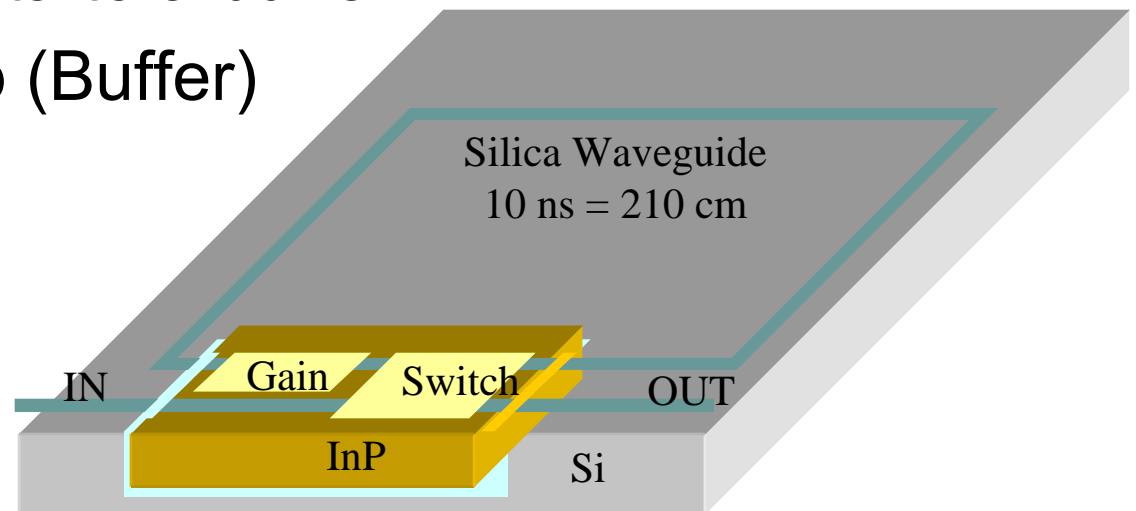 (Buffer)
Silica Waveguide
10 ns = 210 cm
IN
Gain
Switch
OUT
InP
Si